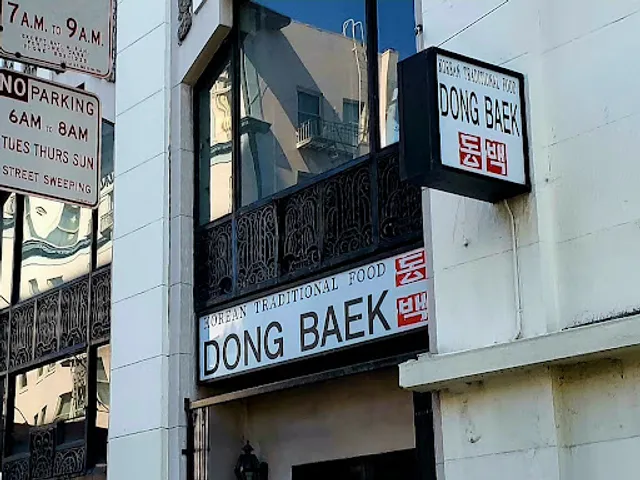 7 A.M. TO 9 A.M.
NO PARKING
6AM TO 8AM
TUES THURS SUN
STREET SWEEPING
KOREAN TRADITIONAL FOOD
DONG BAEK
동백
KOREAN TRADITIONAL FOOD
DONG BAEK
동백